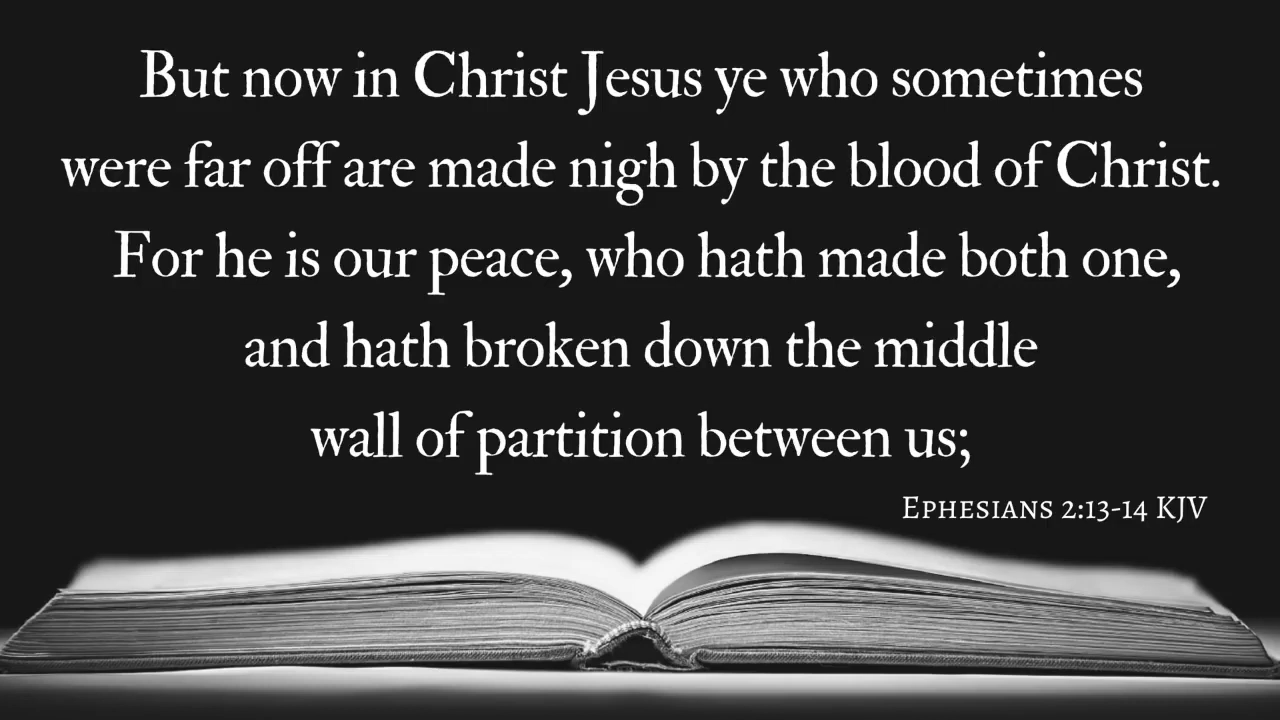 But now in Christ Jesus ye who sometimes
were far off are made nigh by the blood of Christ.
For he is our peace, who hath made both one,
and hath broken down the middle
wall of partition between us;
Ephesians 2:13-14 KJV